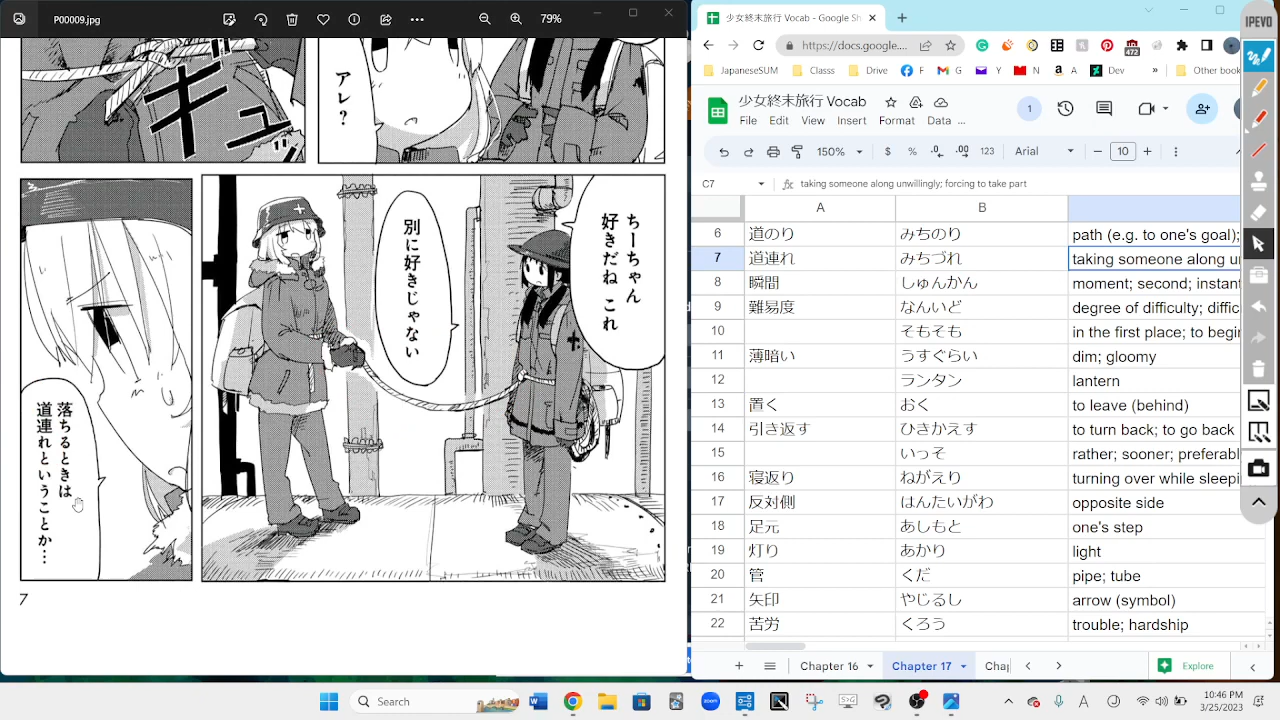 P00009.jpg
79%
アレ？
ギュ
ちーちゃん
好きだね これ
別に好きじゃない
落ちるときは
道連れということか…
7
少女終末旅行 Vocab - Google Sh
https://docs.google....
472
JapaneseSUM
Classs
Drive
F
M G
Y
N
A
Dec
»
Other book
少女終末旅行 Vocab
1
File Edit View Insert Format Data ...
150% $ % .0 .00 123 Arial 10
C7 fx taking someone along unwillingly; forcing to take part
A B
6 道のり みちのり path (e.g. to one's goal);
7 道連れ みちづれ taking someone along u
8 瞬間 しゅんかん moment; second; instant
9 難易度 なんいど degree of difficulty; diffi
10 そもそも in the first place; to begin
11 薄暗い うすぐらい dim; gloomy
12 ランタン lantern
13 置く おく to leave (behind)
14 引き返す ひきかえす to turn back; to go back
15 いっそ rather; sooner; preferabl
16 寝返り ねがえり turning over while sleepin
17 反対側 はんたいがわ opposite side
18 足元 あしもと one's step
19 灯り あかり light
20 管 くだ pipe; tube
21 矢印 やじるし arrow (symbol)
22 苦労 くろう trouble; hardship
Chapter 16 Chapter 17 Chap
Explore
IPEVO
Search
zoom
A
10:46 PM